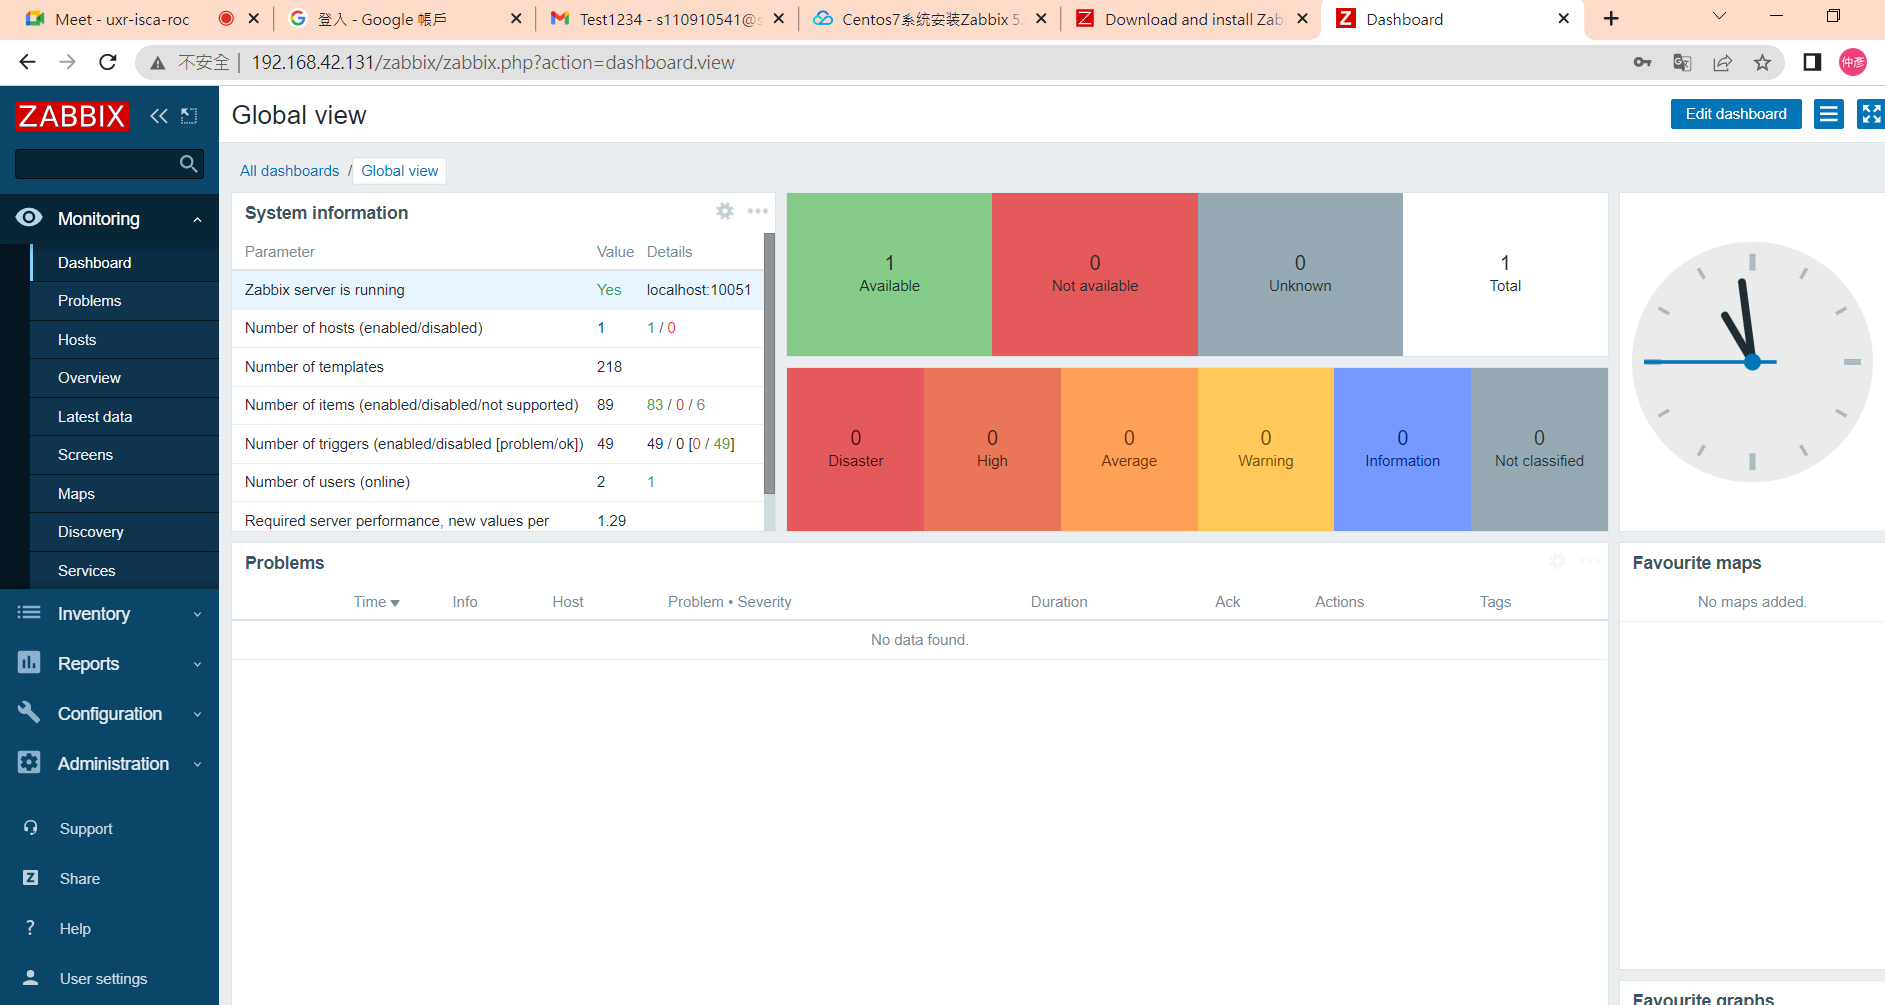 Meet - uxr-isca-roc
登入 - Google 帳戶
Test1234 - s110910541@s
Centos7系统安装Zabbix 5.
Download and install Zab
Dashboard
不安全
192.168.42.131/zabbix/zabbix.php?action=dashboard.view
仲彥
ZABBIX
Global view
Edit dashboard
All dashboards / Global view
Monitoring
Dashboard
Problems
Hosts
Overview
Latest data
Screens
Maps
Discovery
Services
Inventory
Reports
Configuration
Administration
Support
Share
Help
User settings
System information
Parameter Value Details
Zabbix server is running Yes localhost:10051
Number of hosts (enabled/disabled) 1 1 / 0
Number of templates 218
Number of items (enabled/disabled/not supported) 89 83 / 0 / 6
Number of triggers (enabled/disabled [problem/ok]) 49 49 / 0 [0 / 49]
Number of users (online) 2 1
Required server performance, new values per 1.29
1
Available
0
Not available
0
Unknown
1
Total
0
Disaster
0
High
0
Average
0
Warning
0
Information
0
Not classified
Problems
Time Info Host Problem • Severity Duration Ack Actions Tags
No data found.
Favourite maps
No maps added.
Favourite graphs